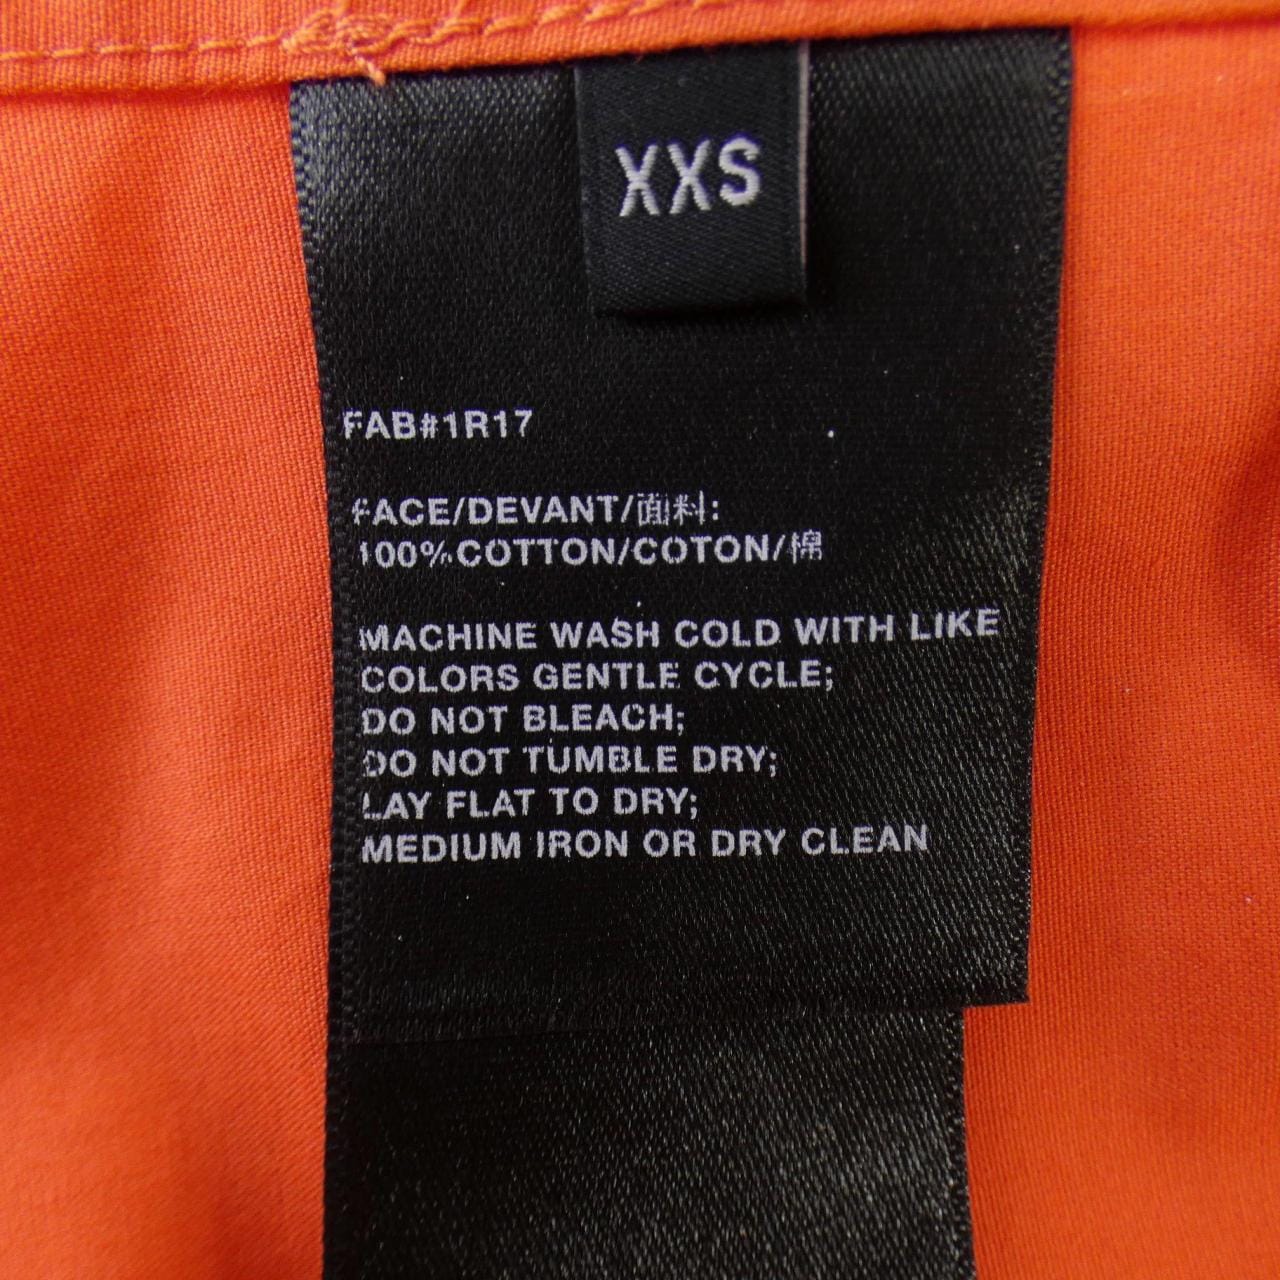 XXS
FAB#1R17
FACE/DEVANT/面料:
100%COTTON/COTON/棉
MACHINE WASH COLD WITH LIKE
COLORS GENTLE CYCLE;
DO NOT BLEACH;
DO NOT TUMBLE DRY;
LAY FLAT TO DRY;
MEDIUM IRON OR DRY CLEAN